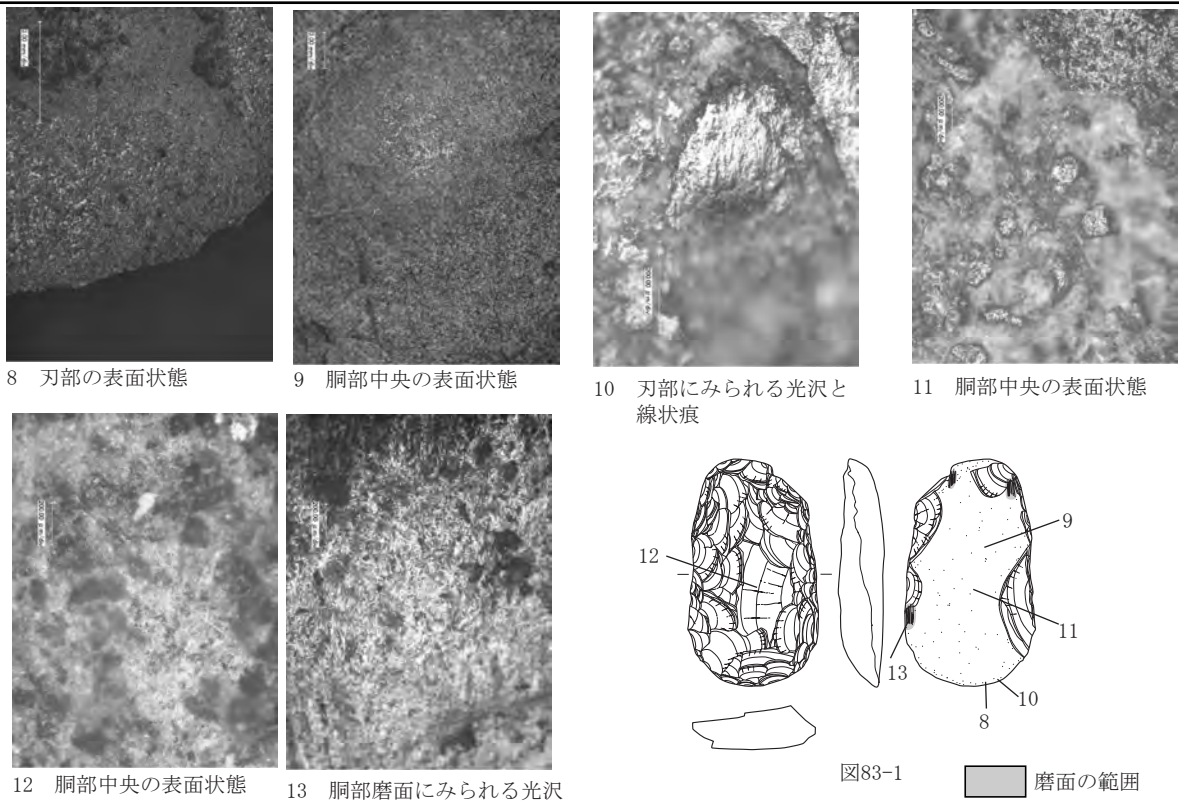 8 刃部の表面状態
9 胴部中央の表面状態
10 刃部にみられる光沢と
線状痕
11 胴部中央の表面状態
12 胴部中央の表面状態
13 胴部磨面にみられる光沢
12
9
11
13
10
8
図83-1
磨面の範囲